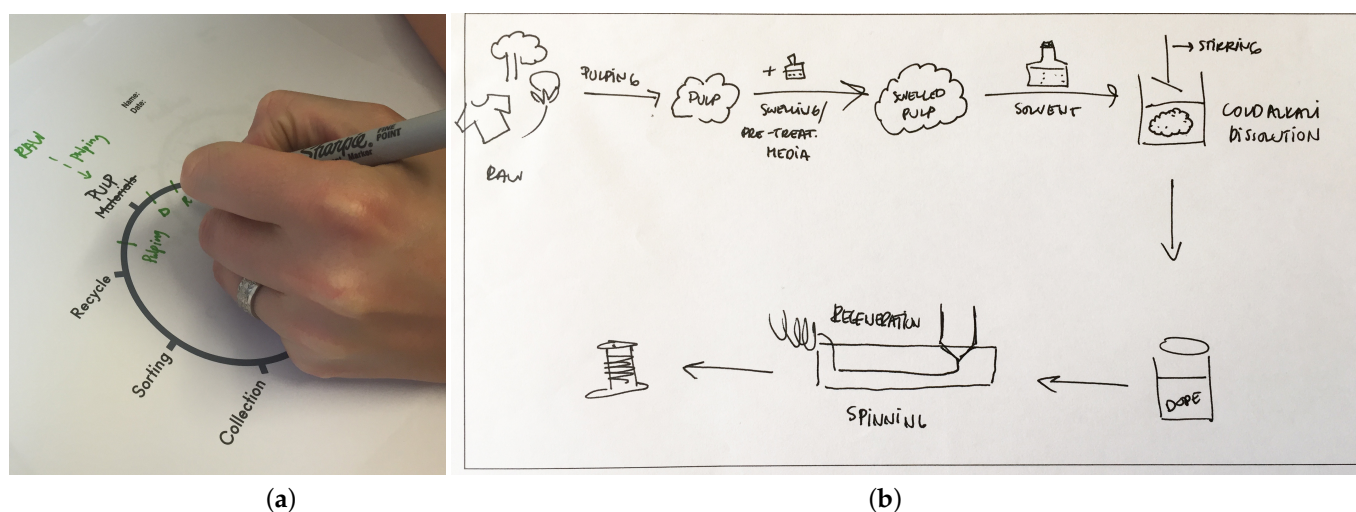 Name:
Date:
RAW
Pulping
PULP
Materials
D
R
Pulping
Recycle
Sorting
Collection
Sharpie
FINE
POINT
Marker
(a)
RAW
PULPING
PULP
+
SWELLING/
PRE-TREAT.
MEDIA
SWELLED
PULP
SOLVENT
STIRRING
COLD ALKALI
DISSOLUTION
DOPE
REGENERATION
SPINNING
(b)